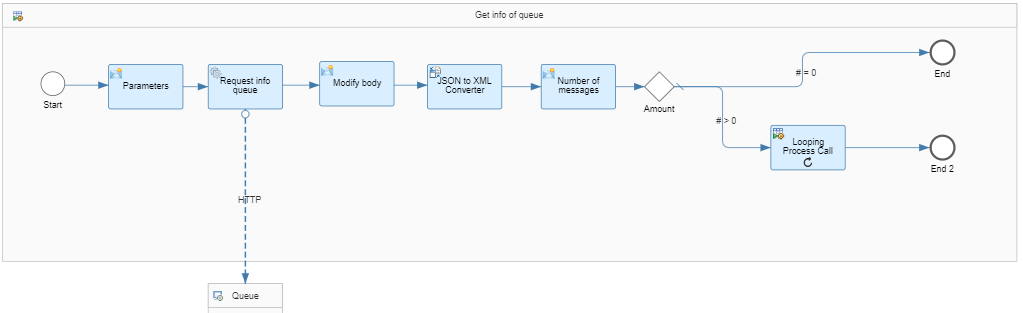 Get info of queue
Start
Parameters
Request info
queue
Modify body
JSON to XML
Converter
Number of
messages
Amount
# = 0
End
# > 0
Looping
Process Call
End 2
HTTP
Queue